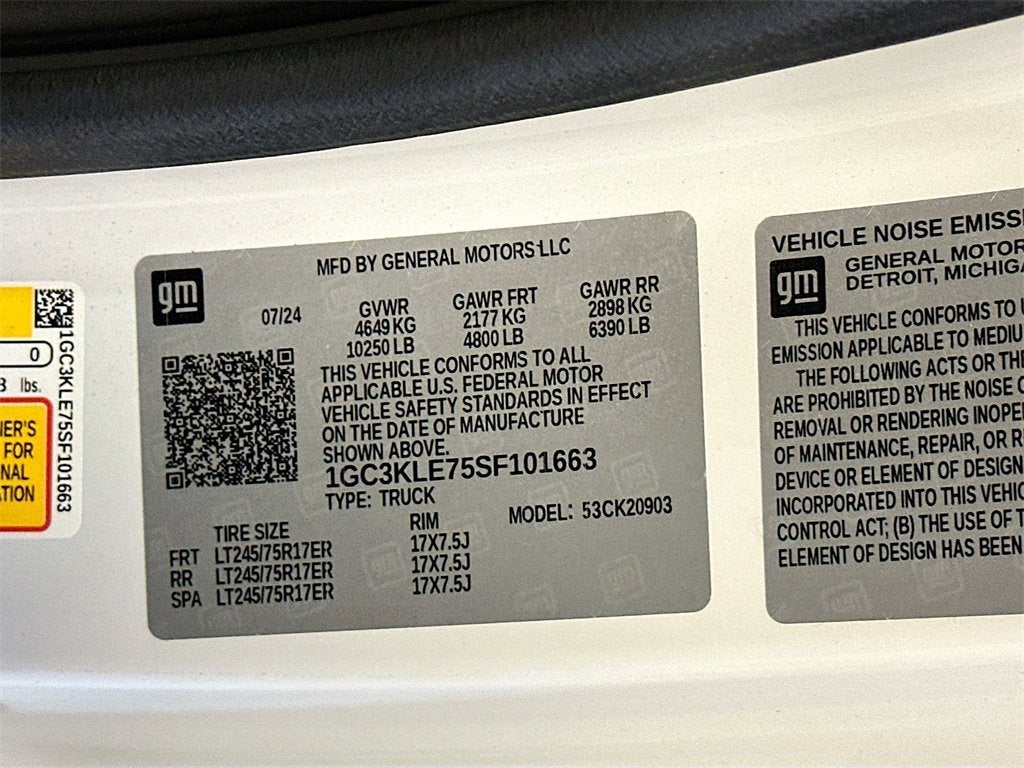 0
lbs.
NER'S
FOR
NAL
ATION
1GC3KLE75SF101663
gm
MFD BY GENERAL MOTORS LLC
07/24
GVWR GAWR FRT GAWR RR
4649 KG 2177 KG 2898 KG
10250 LB 4800 LB 6390 LB
THIS VEHICLE CONFORMS TO ALL
APPLICABLE U.S. FEDERAL MOTOR
VEHICLE SAFETY STANDARDS IN EFFECT
ON THE DATE OF MANUFACTURE
SHOWN ABOVE.
1GC3KLE75SF101663
TYPE: TRUCK
MODEL: 53CK20903
TIRE SIZE RIM
FRT LT245/75R17ER 17X7.5J
RR LT245/75R17ER 17X7.5J
SPA LT245/75R17ER 17X7.5J
VEHICLE NOISE EMISSI
gm
GENERAL MOTOR
DETROIT, MICHIGA
THIS VEHICLE CONFORMS TO U
EMISSION APPLICABLE TO MEDIU
THE FOLLOWING ACTS OR THE
ARE PROHIBITED BY THE NOISE C
REMOVAL OR RENDERING INOPE
OF MAINTENANCE, REPAIR, OR R
DEVICE OR ELEMENT OF DESIGN
INCORPORATED INTO THIS VEHIC
CONTROL ACT; (B) THE USE OF T
ELEMENT OF DESIGN HAS BEEN